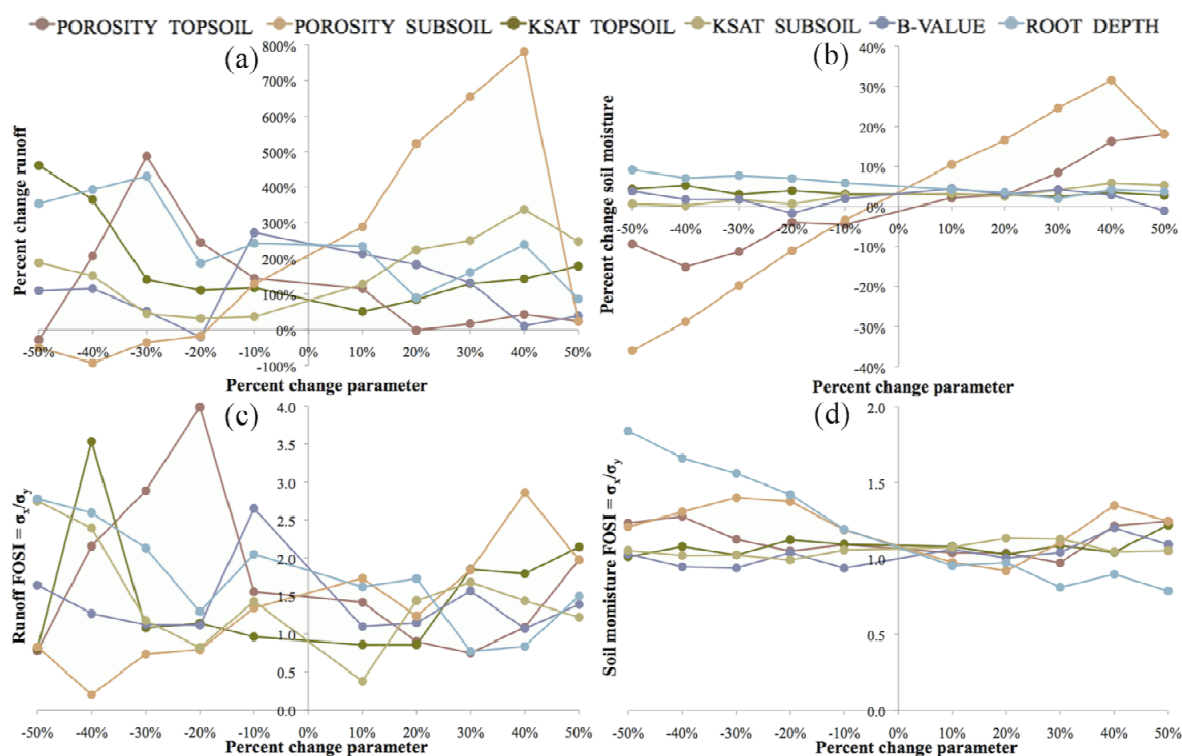 POROSITY TOPSOIL POROSITY SUBSOIL KSAT TOPSOIL KSAT SUBSOIL B-VALUE ROOT DEPTH
(a)
Percent change runoff
800%
700%
600%
500%
400%
300%
200%
100%
0%
-100%
-50% -40% -30% -20% -10% 0% 10% 20% 30% 40% 50%
Percent change parameter
(b)
Percent change soil moisture
40%
30%
20%
10%
0%
-10%
-20%
-30%
-40%
-50% -40% -30% -20% -10% 10% 20% 30% 40% 50%
Percent change parameter
(c)
Runoff FOSI = σx/σy
4.0
3.5
3.0
2.5
2.0
1.5
1.0
0.5
0.0
-50% -40% -30% -20% -10% 0% 10% 20% 30% 40% 50%
Percent change parameter
(d)
Soil momisture FOSI = σx/σy
2.0
1.5
1.0
0.5
0.0
-50% -40% -30% -20% -10% 0% 10% 20% 30% 40% 50%
Percent change parameter